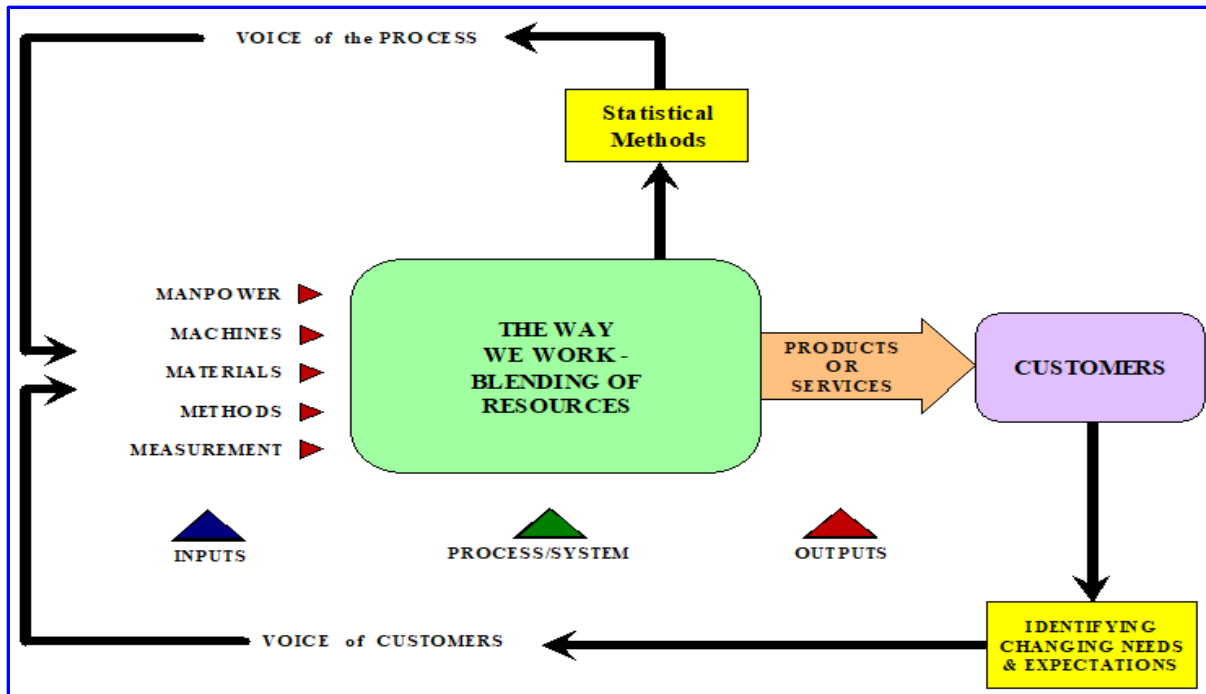 VOICE of the PROCESS
Statistical
Methods
MANPOWER
MACHINES
MATERIALS
METHODS
MEASUREMENT
THE WAY
WE WORK -
BLENDING OF
RESOURCES
PRODUCTS
OR
SERVICES
CUSTOMERS
INPUTS
PROCESS/SYSTEM
OUTPUTS
VOICE of CUSTOMERS
IDENTIFYING
CHANGING NEEDS
& EXPECTATIONS